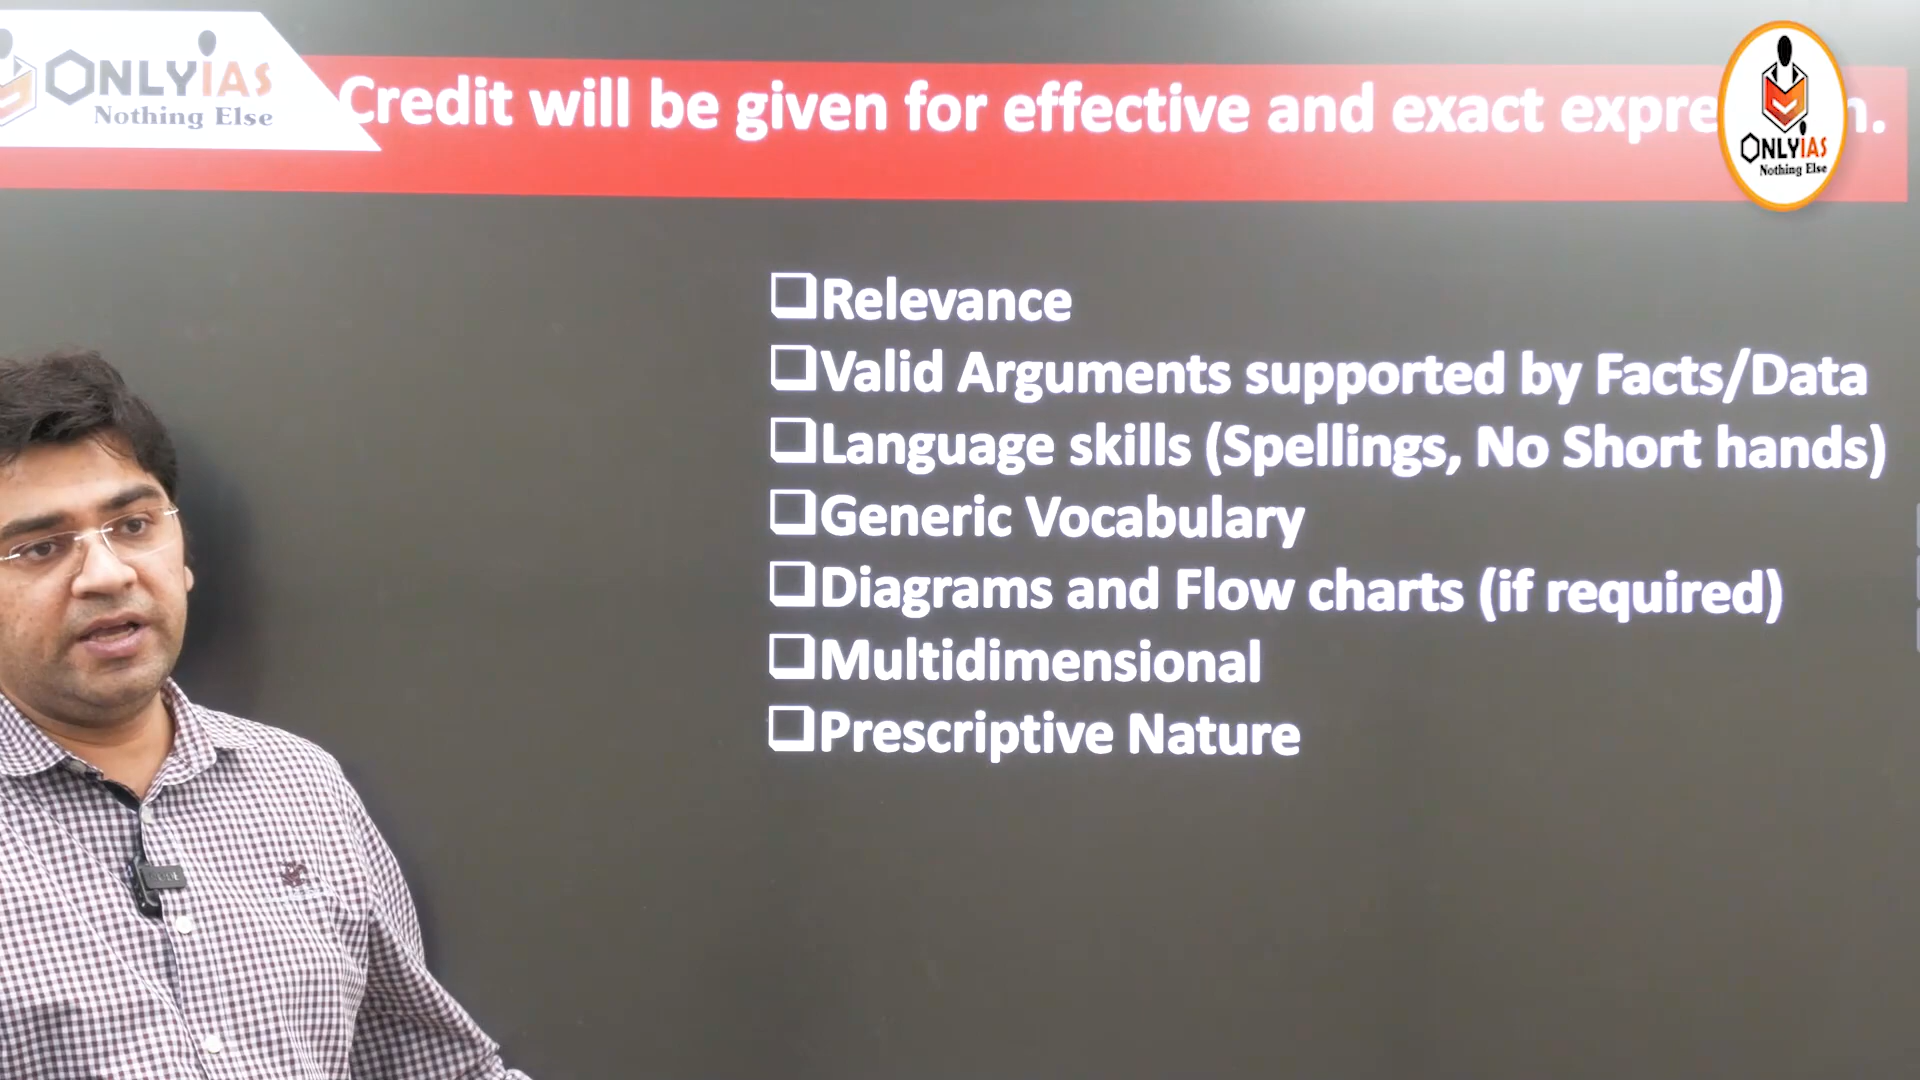 ONLYIAS
Nothing Else
Credit will be given for effective and exact
ONLYIAS
Nothing Else
Relevance
Valid Arguments supported by Facts/Data
Language skills (Spellings, No Short hands)
Generic Vocabulary
Diagrams and Flow charts (if required)
Multidimensional
Prescriptive Nature